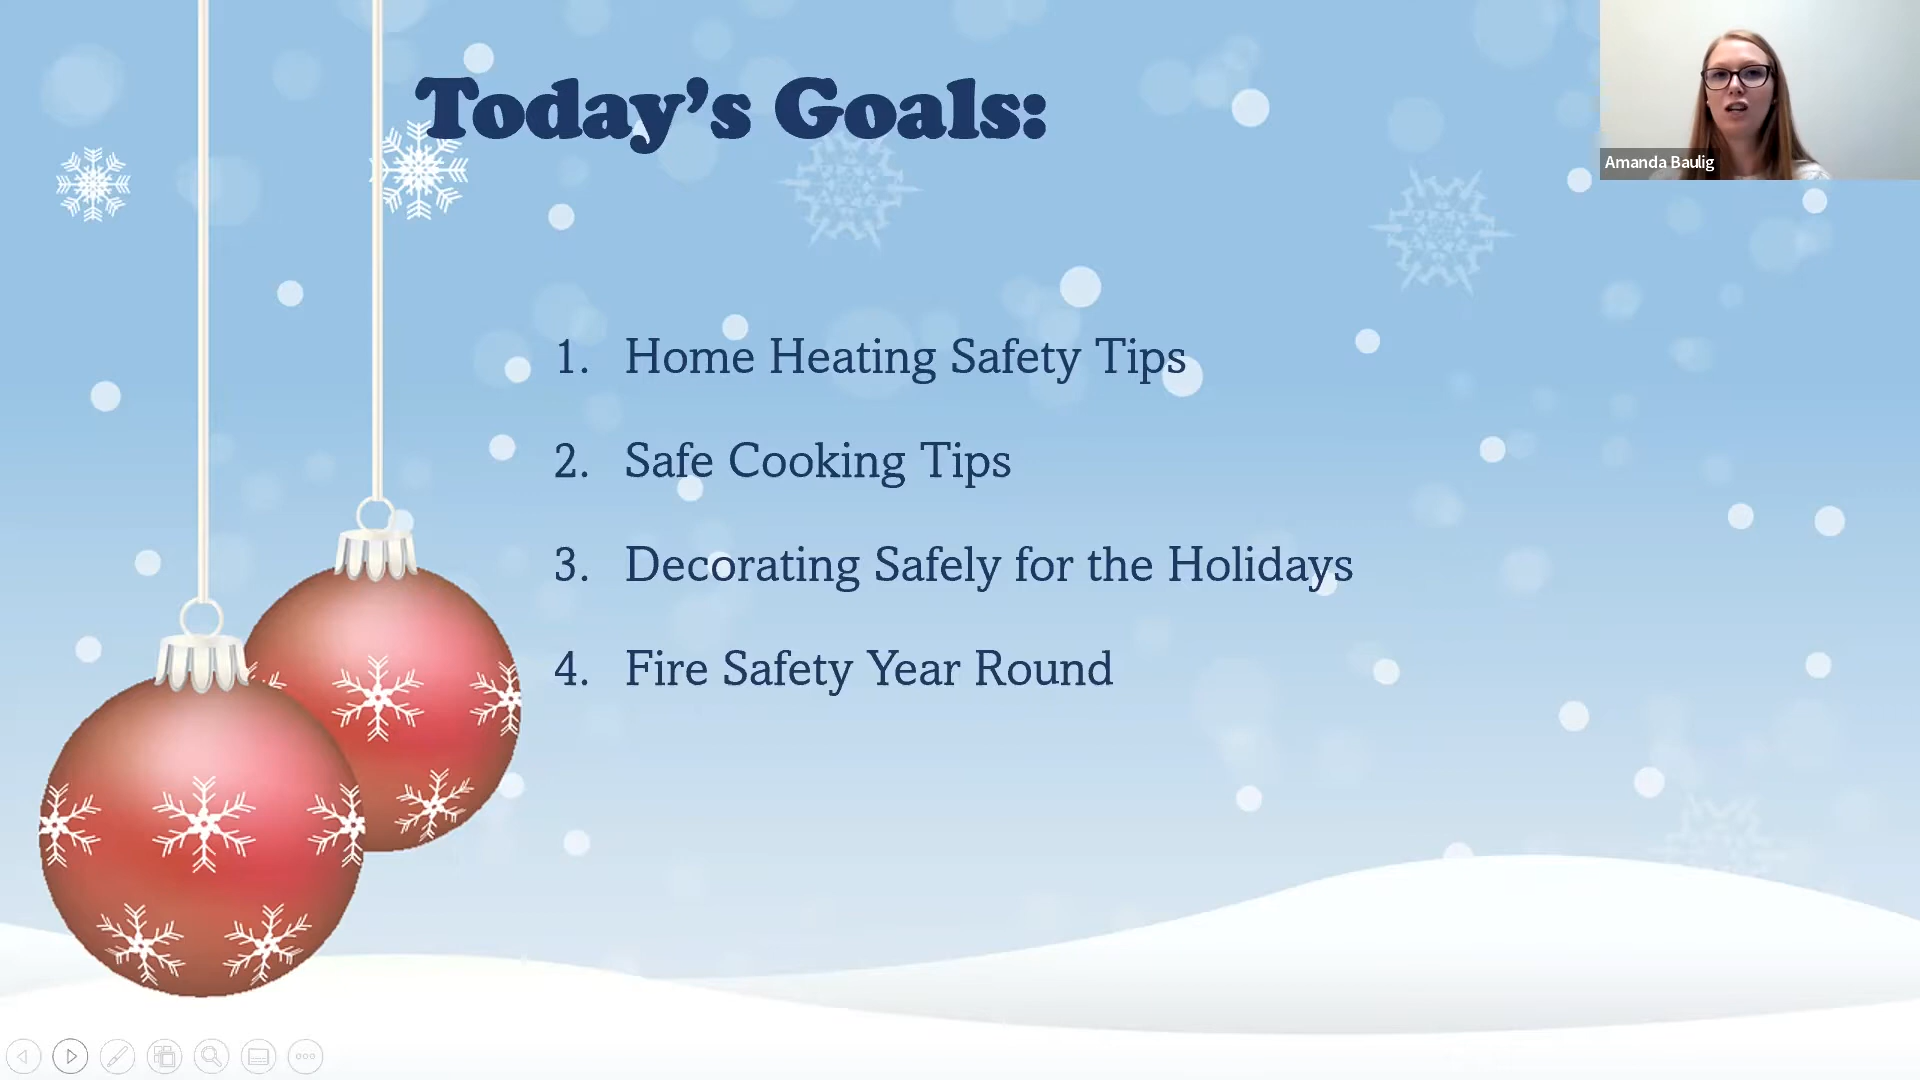 Today's Goals:
Amanda Baulig
1. Home Heating Safety Tips
2. Safe Cooking Tips
3. Decorating Safely for the Holidays
4. Fire Safety Year Round